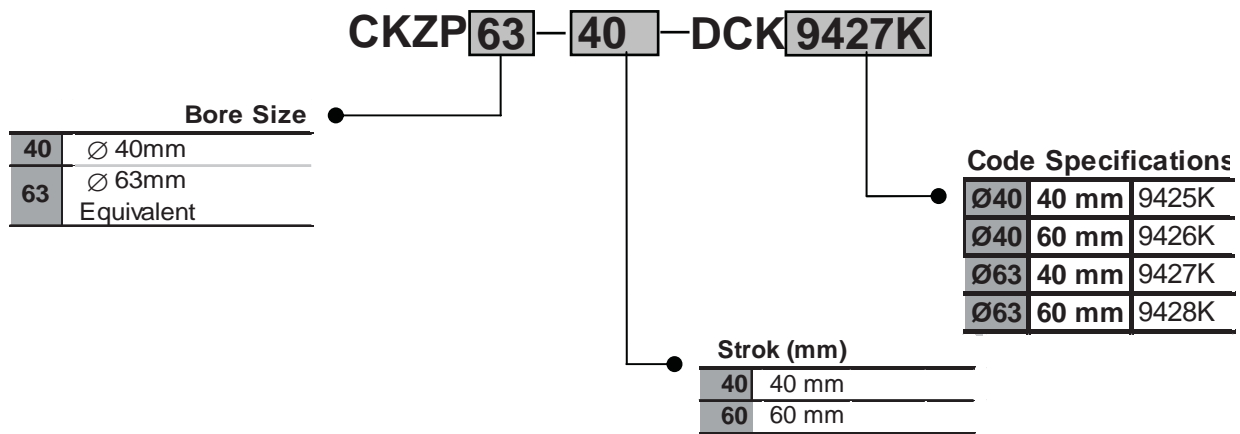 CKZP 63 – 40 – DCK 9427K
Bore Size
40 Ø 40mm
63 Ø 63mm
Equivalent
Code Specifications
Ø40 40 mm 9425K
Ø40 60 mm 9426K
Ø63 40 mm 9427K
Ø63 60 mm 9428K
Strok (mm)
40 40 mm
60 60 mm